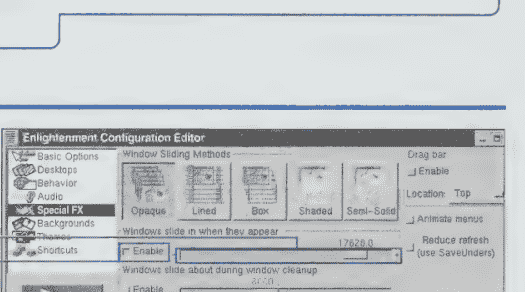 Enlightenment Configuration Editor
Basic Options
Desktops
Behavior
Audio
Special FX
Backgrounds
Themes
Shortcuts
Window Sliding Methods
Opaque
Lined
Box
Shaded
Semi-Solid
Windows slide in when they appear
17628.0
Enable
Windows slide about during window cleanup
Enable
Drag bar
Enable
Location: Top
Animate menus
Reduce refresh
(use SaveUnders)